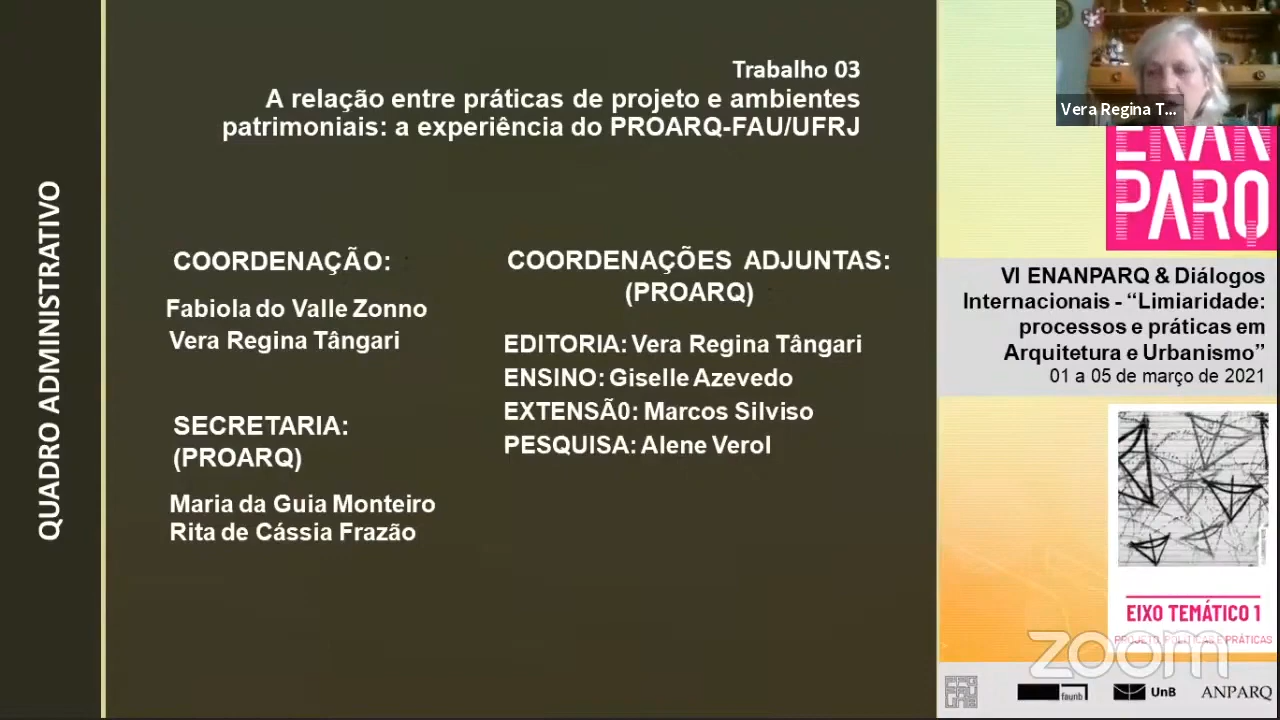 QUADRO ADMINISTRATIVO
Trabalho 03
A relação entre práticas de projeto e ambientes
patrimoniais: a experiência do PROARQ-FAU/UFRJ
COORDENAÇÃO:
Fabiola do Valle Zonno
Vera Regina Tângari
SECRETARIA:
(PROARQ)
Maria da Guia Monteiro
Rita de Cássia Frazão
COORDENAÇÕES ADJUNTAS:
(PROARQ)
EDITORIA: Vera Regina Tângari
ENSINO: Giselle Azevedo
EXTENSÃ0: Marcos Silviso
PESQUISA: Alene Verol
Vera Regina T...
ENAN
PARQ
VI ENANPARQ & Diálogos
Internacionais - “Limiaridade:
processos e práticas em
Arquitetura e Urbanismo”
01 a 05 de março de 2021
EIXO TEMÁTICO 1
PROJETO, POLÍTICAS E PRÁTICAS
zoom
faunb
UnB
ANPARQ